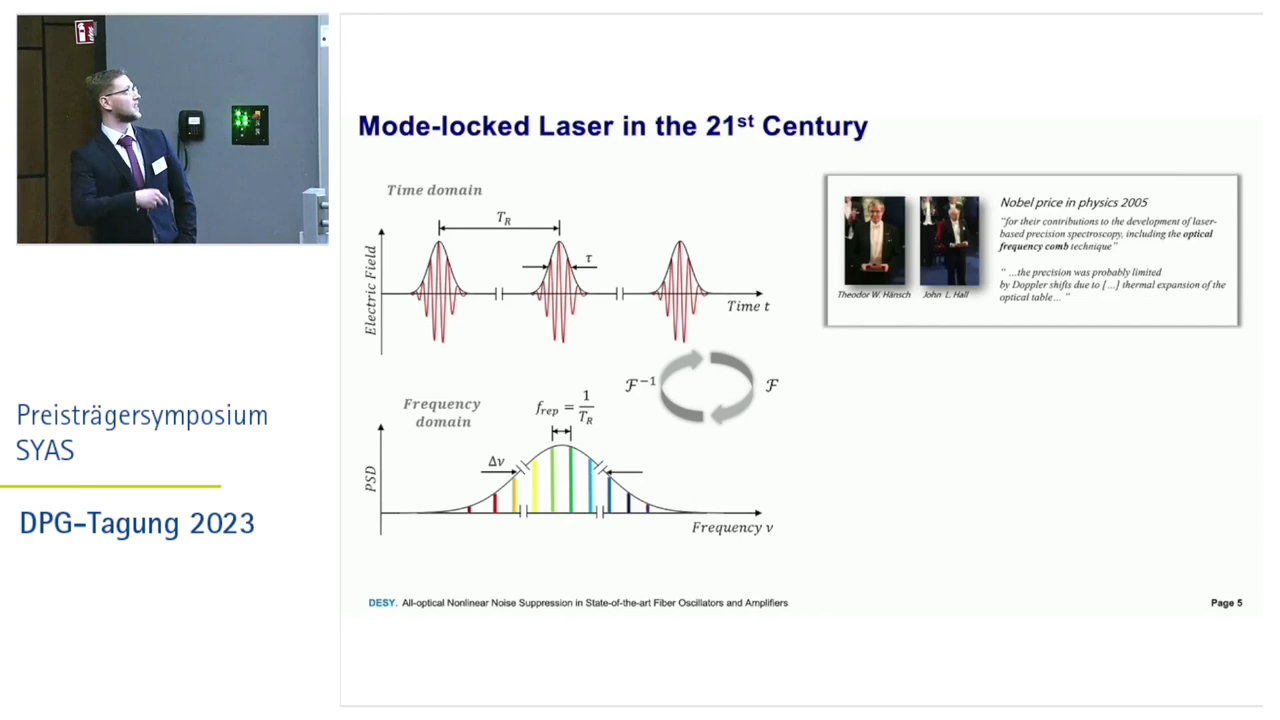 Mode-locked Laser in the 21st Century
Time domain
T_R
τ
Electric Field
Time t
Nobel price in physics 2005
"for their contributions to the development of laser-
based precision spectroscopy, including the optical
frequency comb technique"
" ...the precision was probably limited
by Doppler shifts due to [...] thermal expansion of the
optical table... "
Theodor W. Hänsch
John L. Hall
ℱ⁻¹
ℱ
Frequency
domain
f_rep = 1/T_R
Δν
PSD
Frequency ν
Preisträgersymposium
SYAS
DPG-Tagung 2023
DESY. All-optical Nonlinear Noise Suppression in State-of-the-art Fiber Oscillators and Amplifiers
Page 5